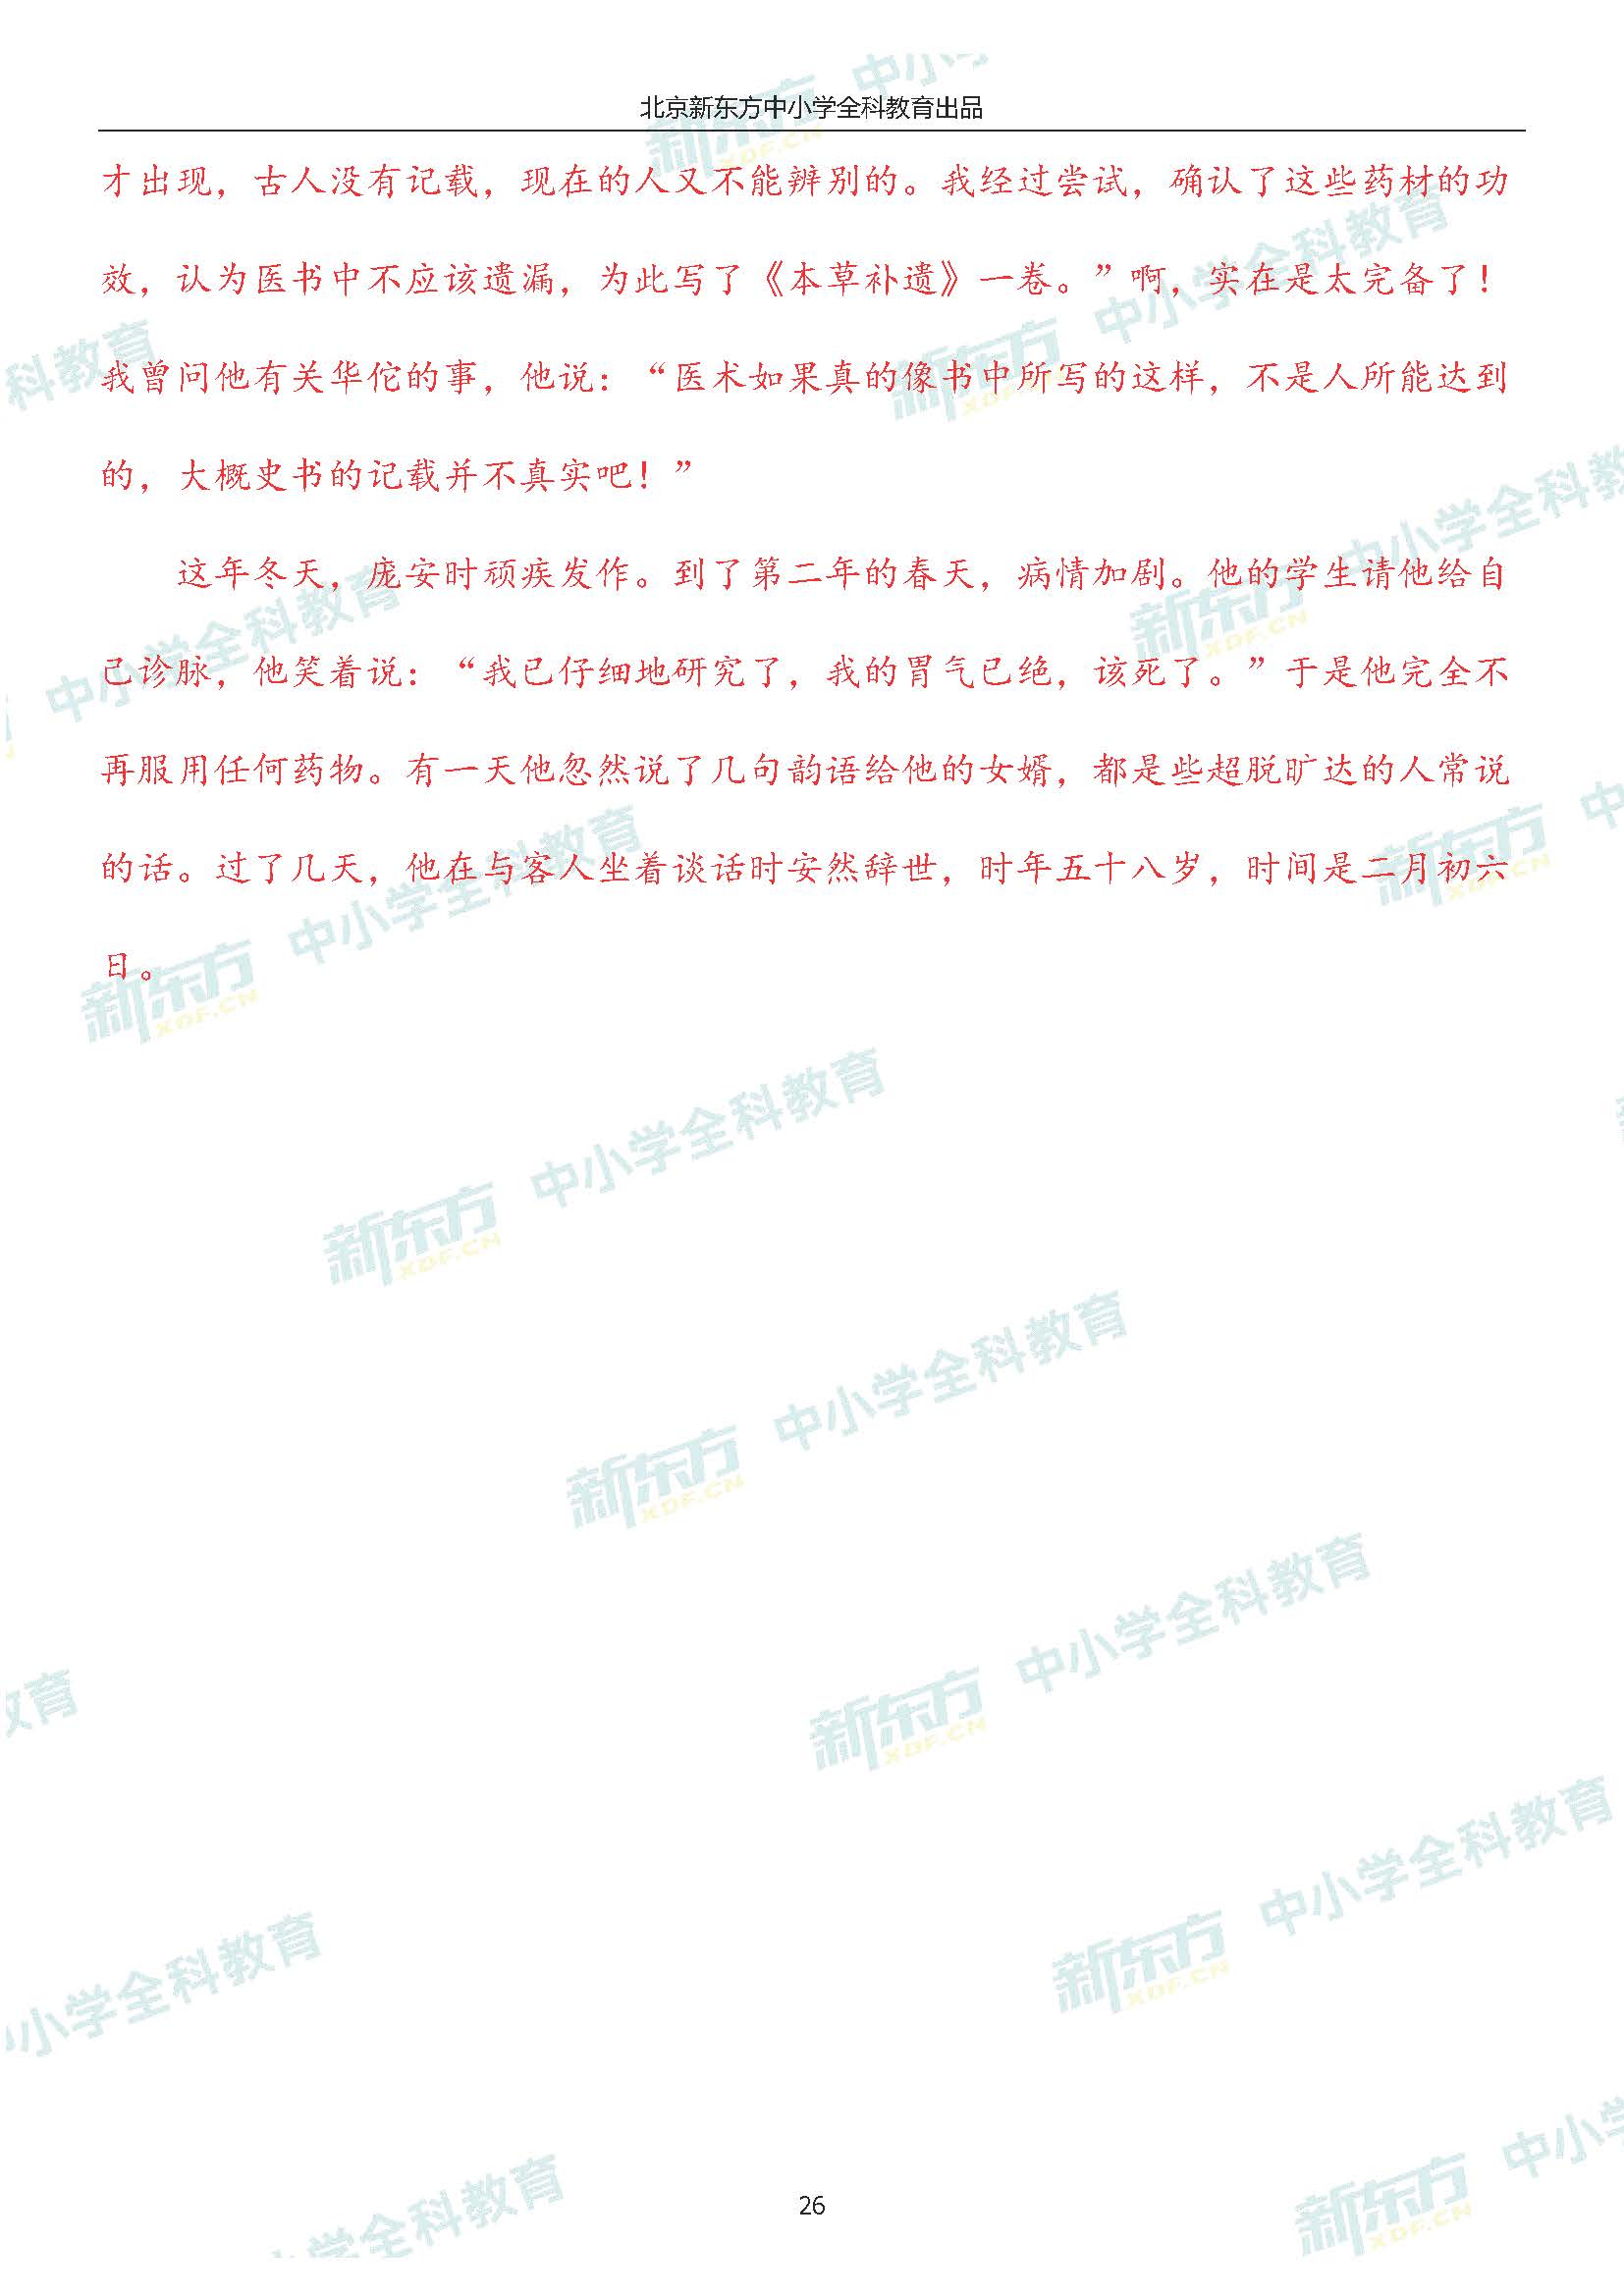 北京新东方中小学全科教育出品
才出现，古人没有记载，现在的人又不能辨别的。我经过尝试，确认了这些药材的功
效，认为医书中不应该遗漏，为此写了《本草补遗》一卷。”啊，实在是太完备了！
我曾问他有关华佗的事，他说：“医术如果真的像书中所写的这样，不是人所能达到
的，大概史书的记载并不真实吧！”
这年冬天，庞安时顽疾发作。到了第二年的春天，病情加剧。他的学生请他给自
己诊脉，他笑着说：“我已仔细地研究了，我的胃气已绝，该死了。”于是他完全不
再服用任何药物。有一天他忽然说了几句韵语给他的女婿，都是些超脱旷达的人常说
的话。过了几天，他在与客人坐着谈话时安然辞世，时年五十八岁，时间是二月初六
日。
新东方 XDF.CN 中小学全科教育
26